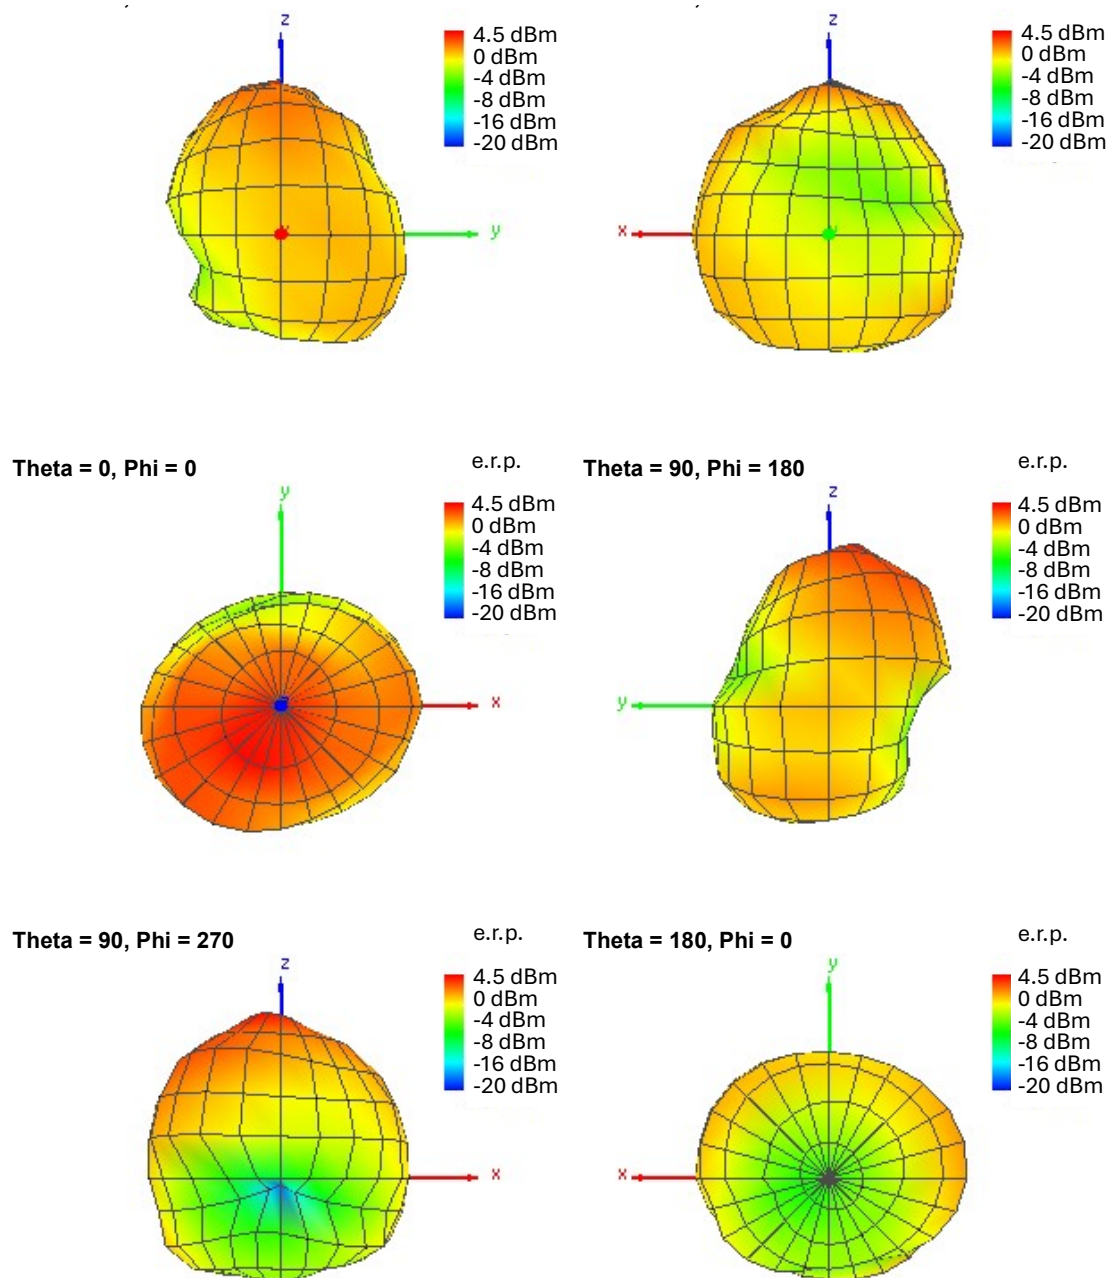 z
4.5 dBm
0 dBm
-4 dBm
-8 dBm
-16 dBm
-20 dBm
y
z
4.5 dBm
0 dBm
-4 dBm
-8 dBm
-16 dBm
-20 dBm
x
Theta = 0, Phi = 0
e.r.p.
y
4.5 dBm
0 dBm
-4 dBm
-8 dBm
-16 dBm
-20 dBm
x
Theta = 90, Phi = 180
e.r.p.
z
4.5 dBm
0 dBm
-4 dBm
-8 dBm
-16 dBm
-20 dBm
y
Theta = 90, Phi = 270
e.r.p.
z
4.5 dBm
0 dBm
-4 dBm
-8 dBm
-16 dBm
-20 dBm
x
Theta = 180, Phi = 0
e.r.p.
y
4.5 dBm
0 dBm
-4 dBm
-8 dBm
-16 dBm
-20 dBm
x